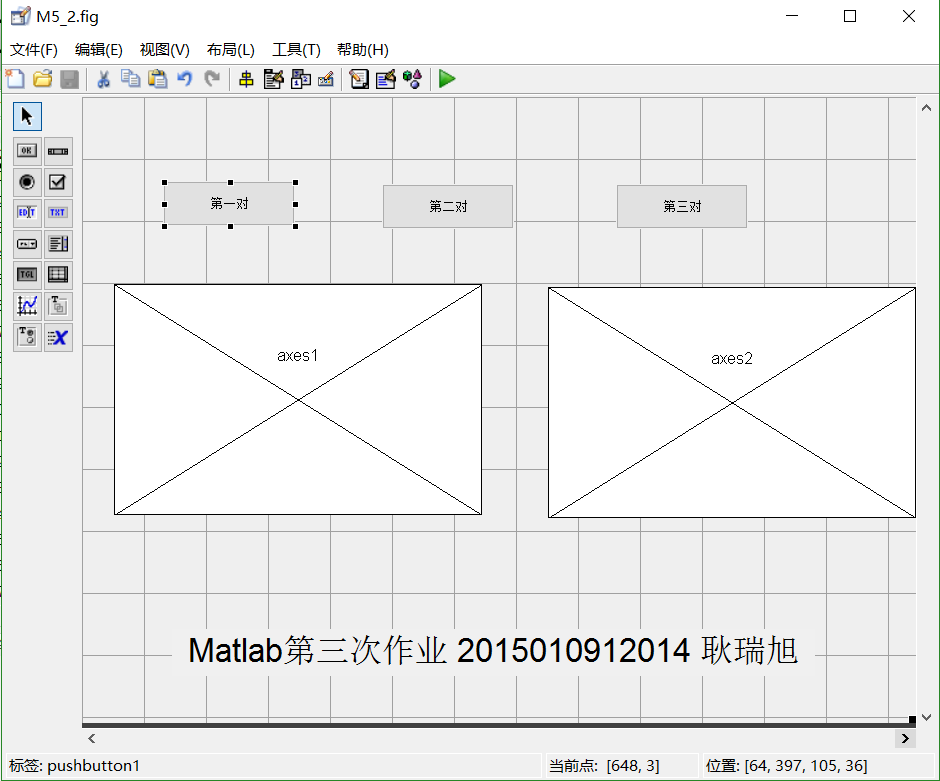 M5_2.fig
文件(F) 编辑(E) 视图(V) 布局(L) 工具(T) 帮助(H)
OK
EDIT TXT
TGL
第一对 第二对 第三对
axes1
axes2
Matlab第三次作业 2015010912014 耿瑞旭
标签: pushbutton1 当前点: [648, 3] 位置: [64, 397, 105, 36]